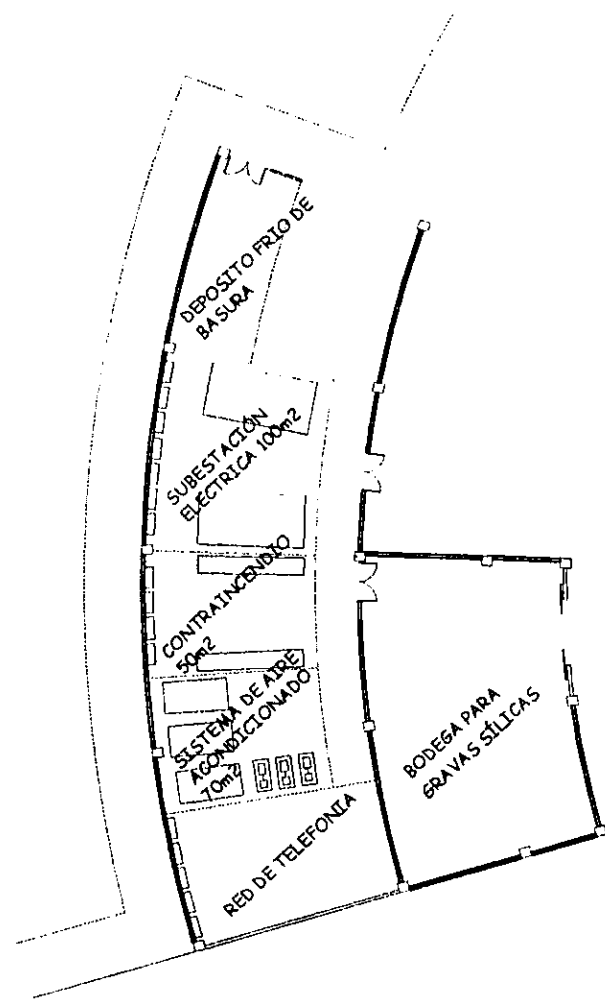 DEPOSITO FRIO DE
BASURA
SUBESTACIÓN
ELECTRICA 100m2
CONTRAINCENDIO
50m2
SISTEMA DE AIRE
ACONDICIONADO
70m2
RED DE TELEFONIA
BODEGA PARA
GRAVAS SÍLICAS